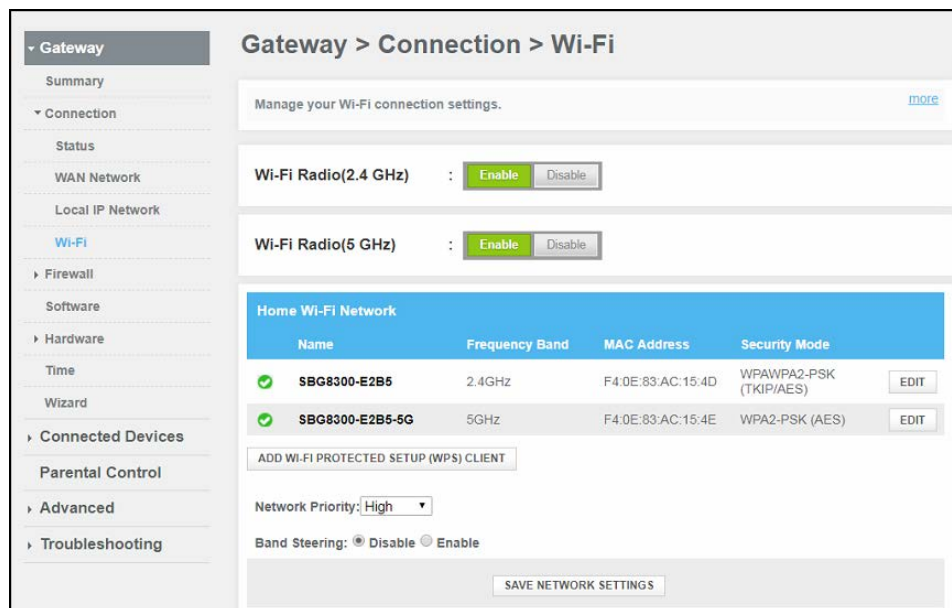 Gateway
Summary
Connection
Status
WAN Network
Local IP Network
Wi-Fi
Firewall
Software
Hardware
Time
Wizard
Connected Devices
Parental Control
Advanced
Troubleshooting
Gateway > Connection > Wi-Fi
Manage your Wi-Fi connection settings. more
Wi-Fi Radio(2.4 GHz) : Enable Disable
Wi-Fi Radio(5 GHz) : Enable Disable
Home Wi-Fi Network
Name Frequency Band MAC Address Security Mode
SBG8300-E2B5 2.4GHz F4:0E:83:AC:15:4D WPAWPA2-PSK (TKIP/AES) EDIT
SBG8300-E2B5-5G 5GHz F4:0E:83:AC:15:4E WPA2-PSK (AES) EDIT
ADD WI-FI PROTECTED SETUP (WPS) CLIENT
Network Priority: High
Band Steering: Disable Enable
SAVE NETWORK SETTINGS